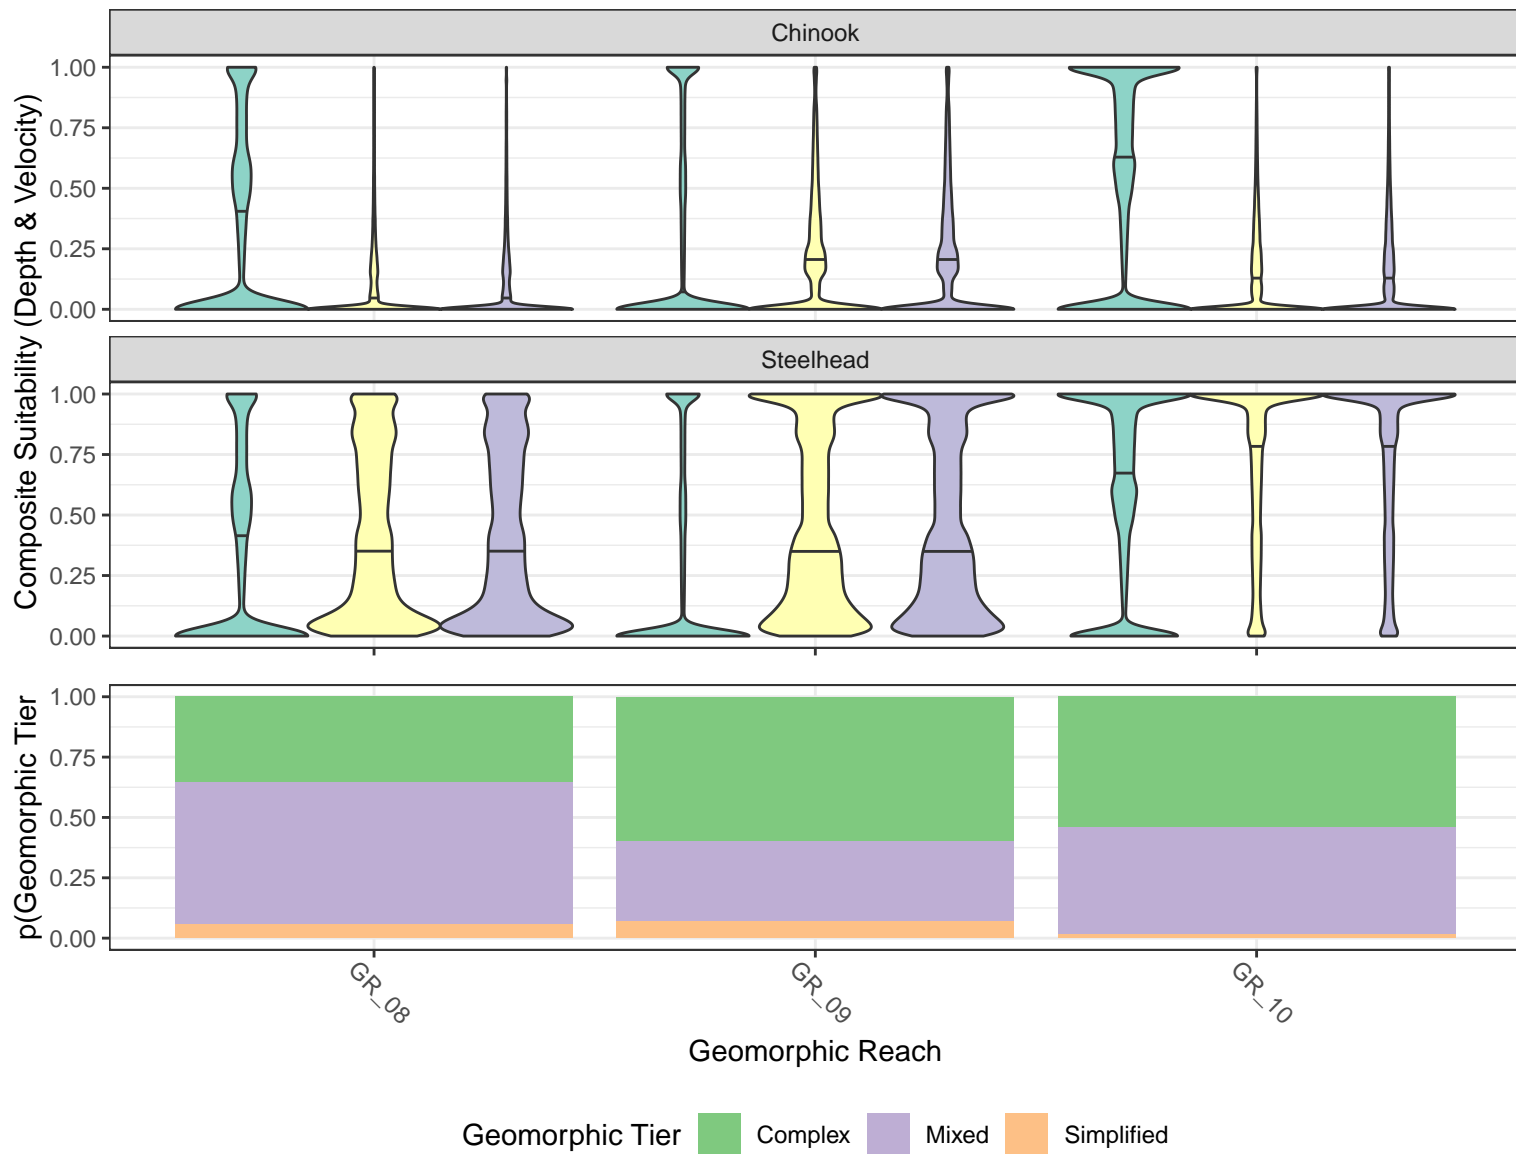 Chinook
1.00
0.75
0.50
0.25
0.00
Composite Suitability (Depth & Velocity)
Steelhead
1.00
0.75
0.50
0.25
0.00
p(Geomorphic Tier
1.00
0.75
0.50
0.25
0.00
GR_08
GR_09
GR_10
Geomorphic Reach
Geomorphic Tier
Complex
Mixed
Simplified